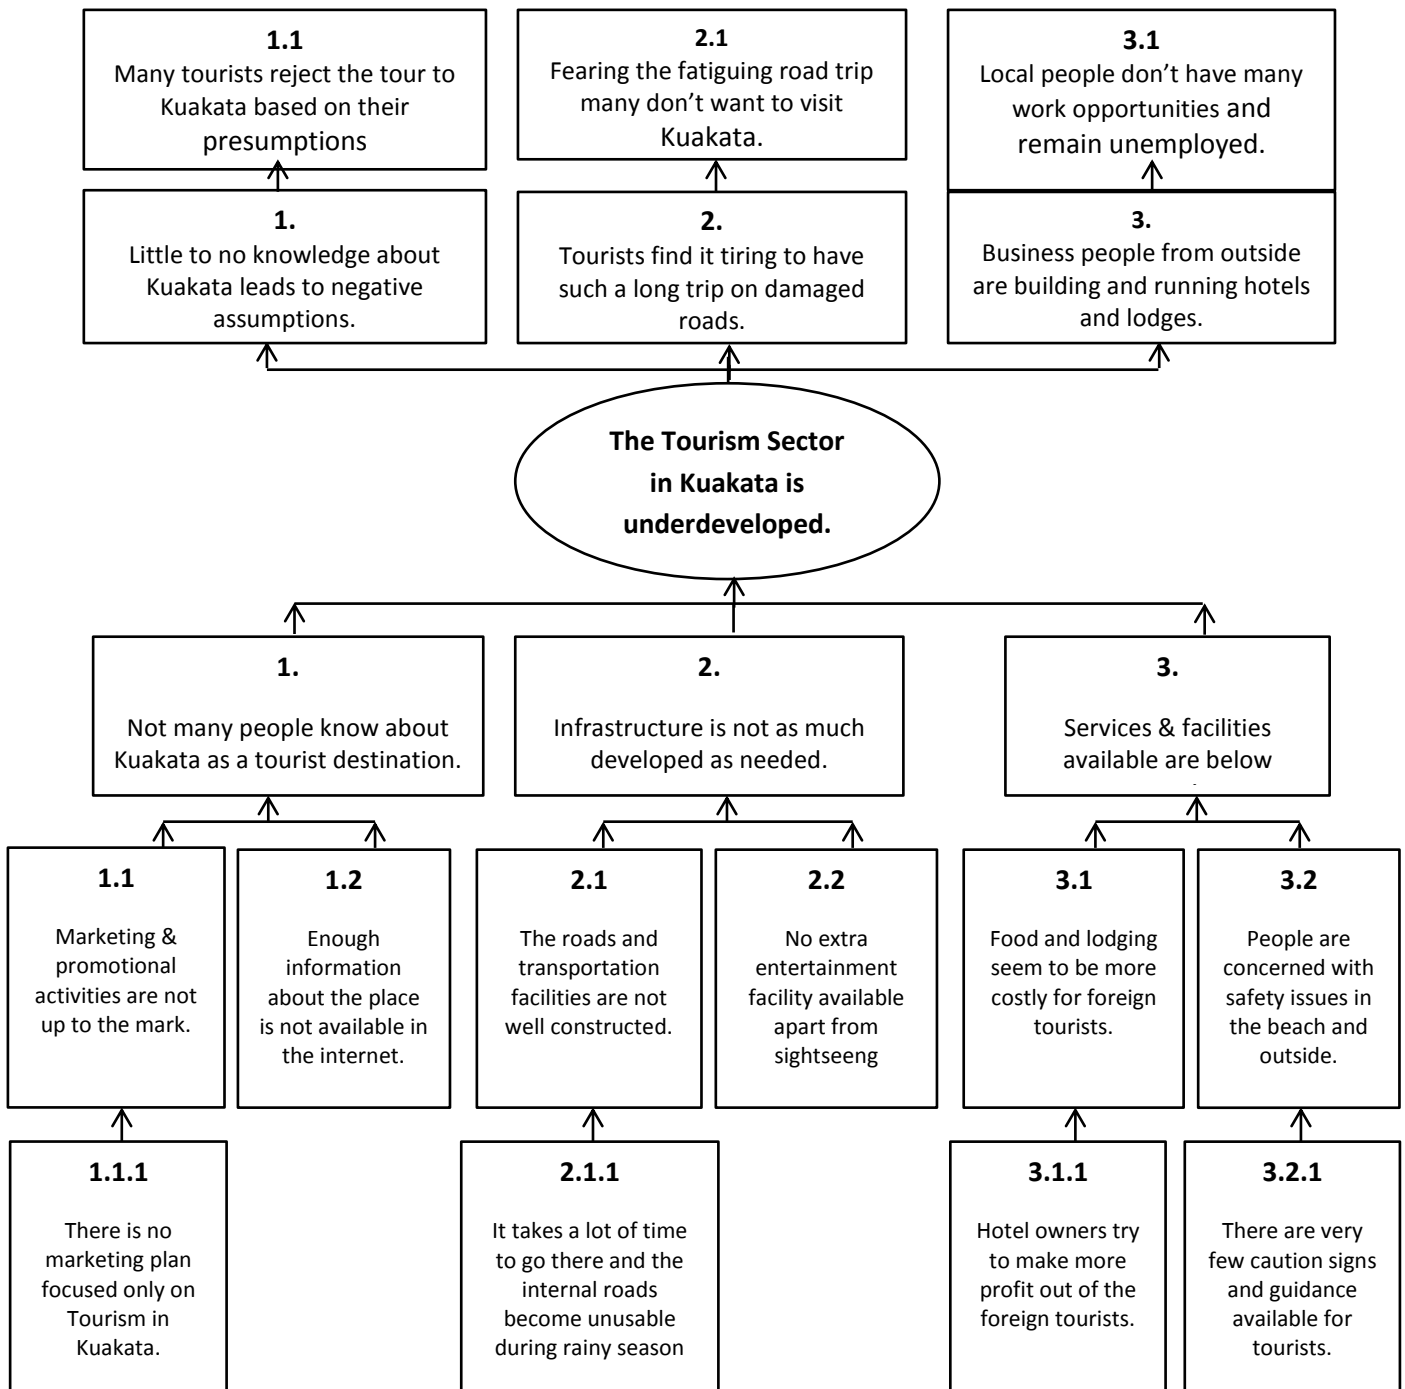 1.1
Many tourists reject the tour to
Kuakata based on their
presumptions
2.1
Fearing the fatiguing road trip
many don't want to visit
Kuakata.
3.1
Local people don't have many
work opportunities and
remain unemployed.
1.
Little to no knowledge about
Kuakata leads to negative
assumptions.
2.
Tourists find it tiring to have
such a long trip on damaged
roads.
3.
Business people from outside
are building and running hotels
and lodges.
The Tourism Sector
in Kuakata is
underdeveloped.
1.
Not many people know about
Kuakata as a tourist destination.
2.
Infrastructure is not as much
developed as needed.
3.
Services & facilities
available are below
1.1
Marketing &
promotional
activities are not
up to the mark.
1.2
Enough
information
about the place
is not available in
the internet.
2.1
The roads and
transportation
facilities are not
well constructed.
2.2
No extra
entertainment
facility available
apart from
sightseeng
3.1
Food and lodging
seem to be more
costly for foreign
tourists.
3.2
People are
concerned with
safety issues in
the beach and
outside.
1.1.1
There is no
marketing plan
focused only on
Tourism in
Kuakata.
2.1.1
It takes a lot of time
to go there and the
internal roads
become unusable
during rainy season
3.1.1
Hotel owners try
to make more
profit out of the
foreign tourists.
3.2.1
There are very
few caution signs
and guidance
available for
tourists.